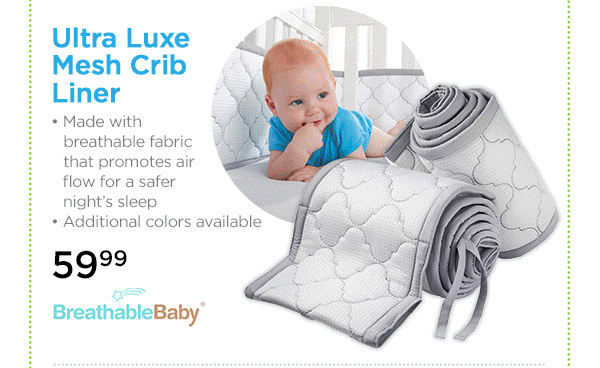 Ultra Luxe
Mesh Crib
Liner
• Made with
breathable fabric
that promotes air
flow for a safer
night's sleep
• Additional colors available
59.99
BreathableBaby®